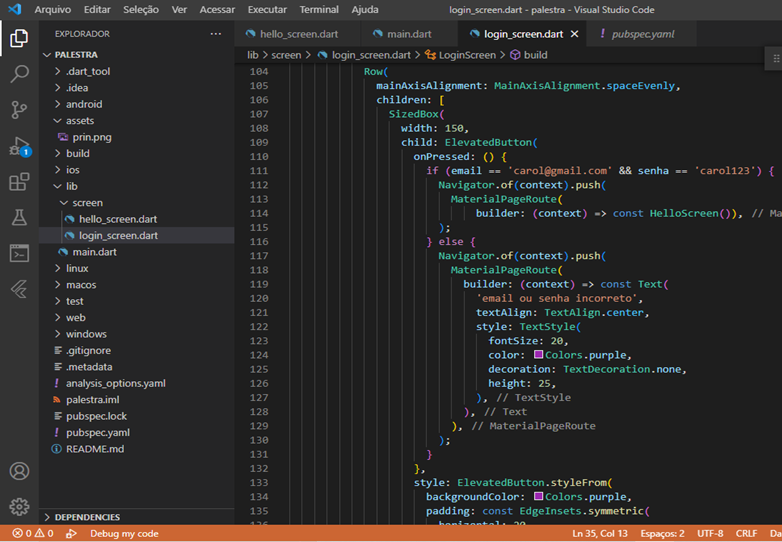 Arquivo Editar Seleção Ver Acessar Executar Terminal Ajuda login_screen.dart - palestra - Visual Studio Code
EXPLORADOR ···
PALESTRA
.dart_tool
.idea
android
assets
prin.png
build
ios
lib
screen
hello_screen.dart
login_screen.dart
main.dart
linux
macos
test
web
windows
.gitignore
.metadata
analysis_options.yaml
palestra.iml
pubspec.lock
pubspec.yaml
README.md
DEPENDENCIES
1
hello_screen.dart main.dart login_screen.dart pubspec.yaml
lib > screen > login_screen.dart > LoginScreen > build
104 Row(
105 mainAxisAlignment: MainAxisAlignment.spaceEvenly,
106 children: [
107 SizedBox(
108 width: 150,
109 child: ElevatedButton(
110 onPressed: () {
111 if (email == 'carol@gmail.com' && senha == 'carol123') {
112 Navigator.of(context).push(
113 MaterialPageRoute(
114 builder: (context) => const HelloScreen()), // Ma
115 );
116 } else {
117 Navigator.of(context).push(
118 MaterialPageRoute(
119 builder: (context) => const Text(
120 'email ou senha incorreto',
121 textAlign: TextAlign.center,
122 style: TextStyle(
123 fontSize: 20,
124 color: Colors.purple,
125 decoration: TextDecoration.none,
126 height: 25,
127 ), // TextStyle
128 ), // Text
129 ), // MaterialPageRoute
130 );
131 }
132 },
133 style: ElevatedButton.styleFrom(
134 backgroundColor: Colors.purple,
135 padding: const EdgeInsets.symmetric(
136 horizontal: 20
0 0 Debug my code Ln 35, Col 13 Espaços: 2 UTF-8 CRLF Da